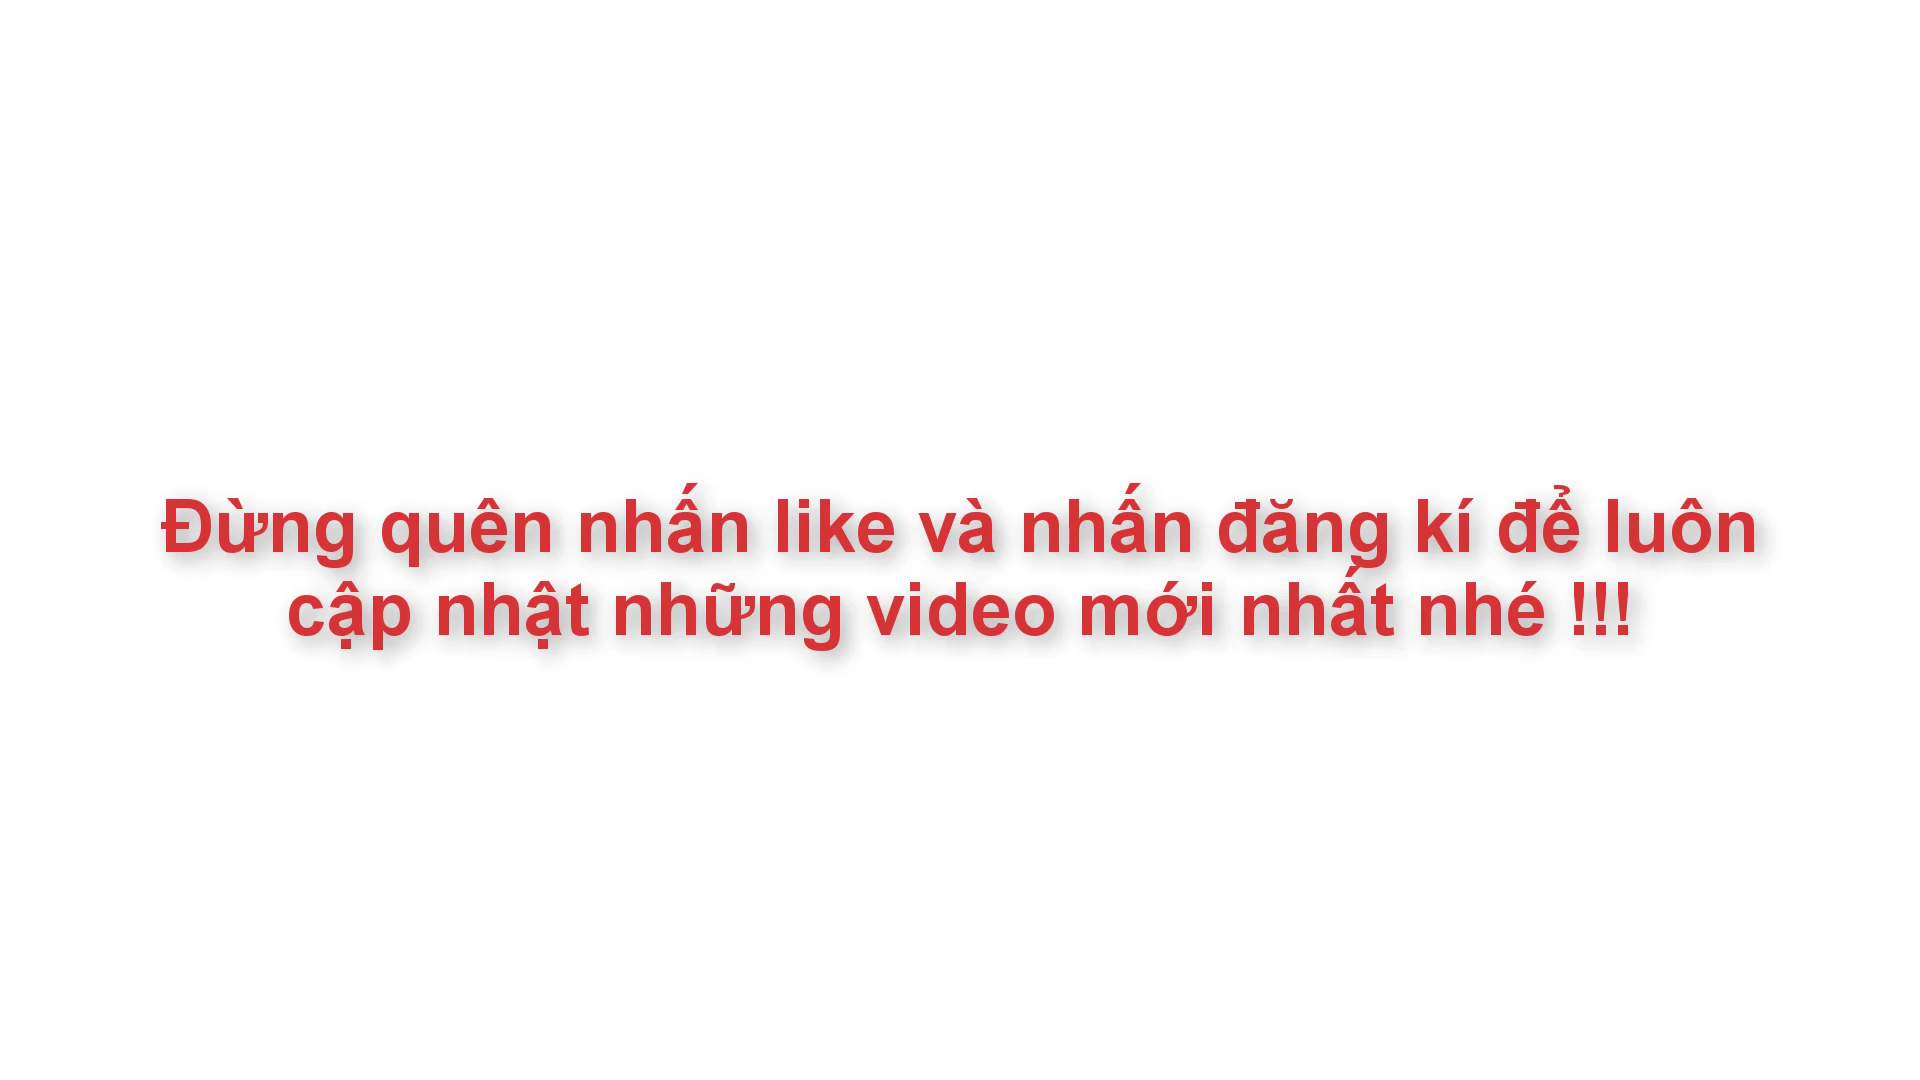 Đừng quên nhấn like và nhấn đăng kí để luôn
cập nhật những video mới nhất nhé !!!